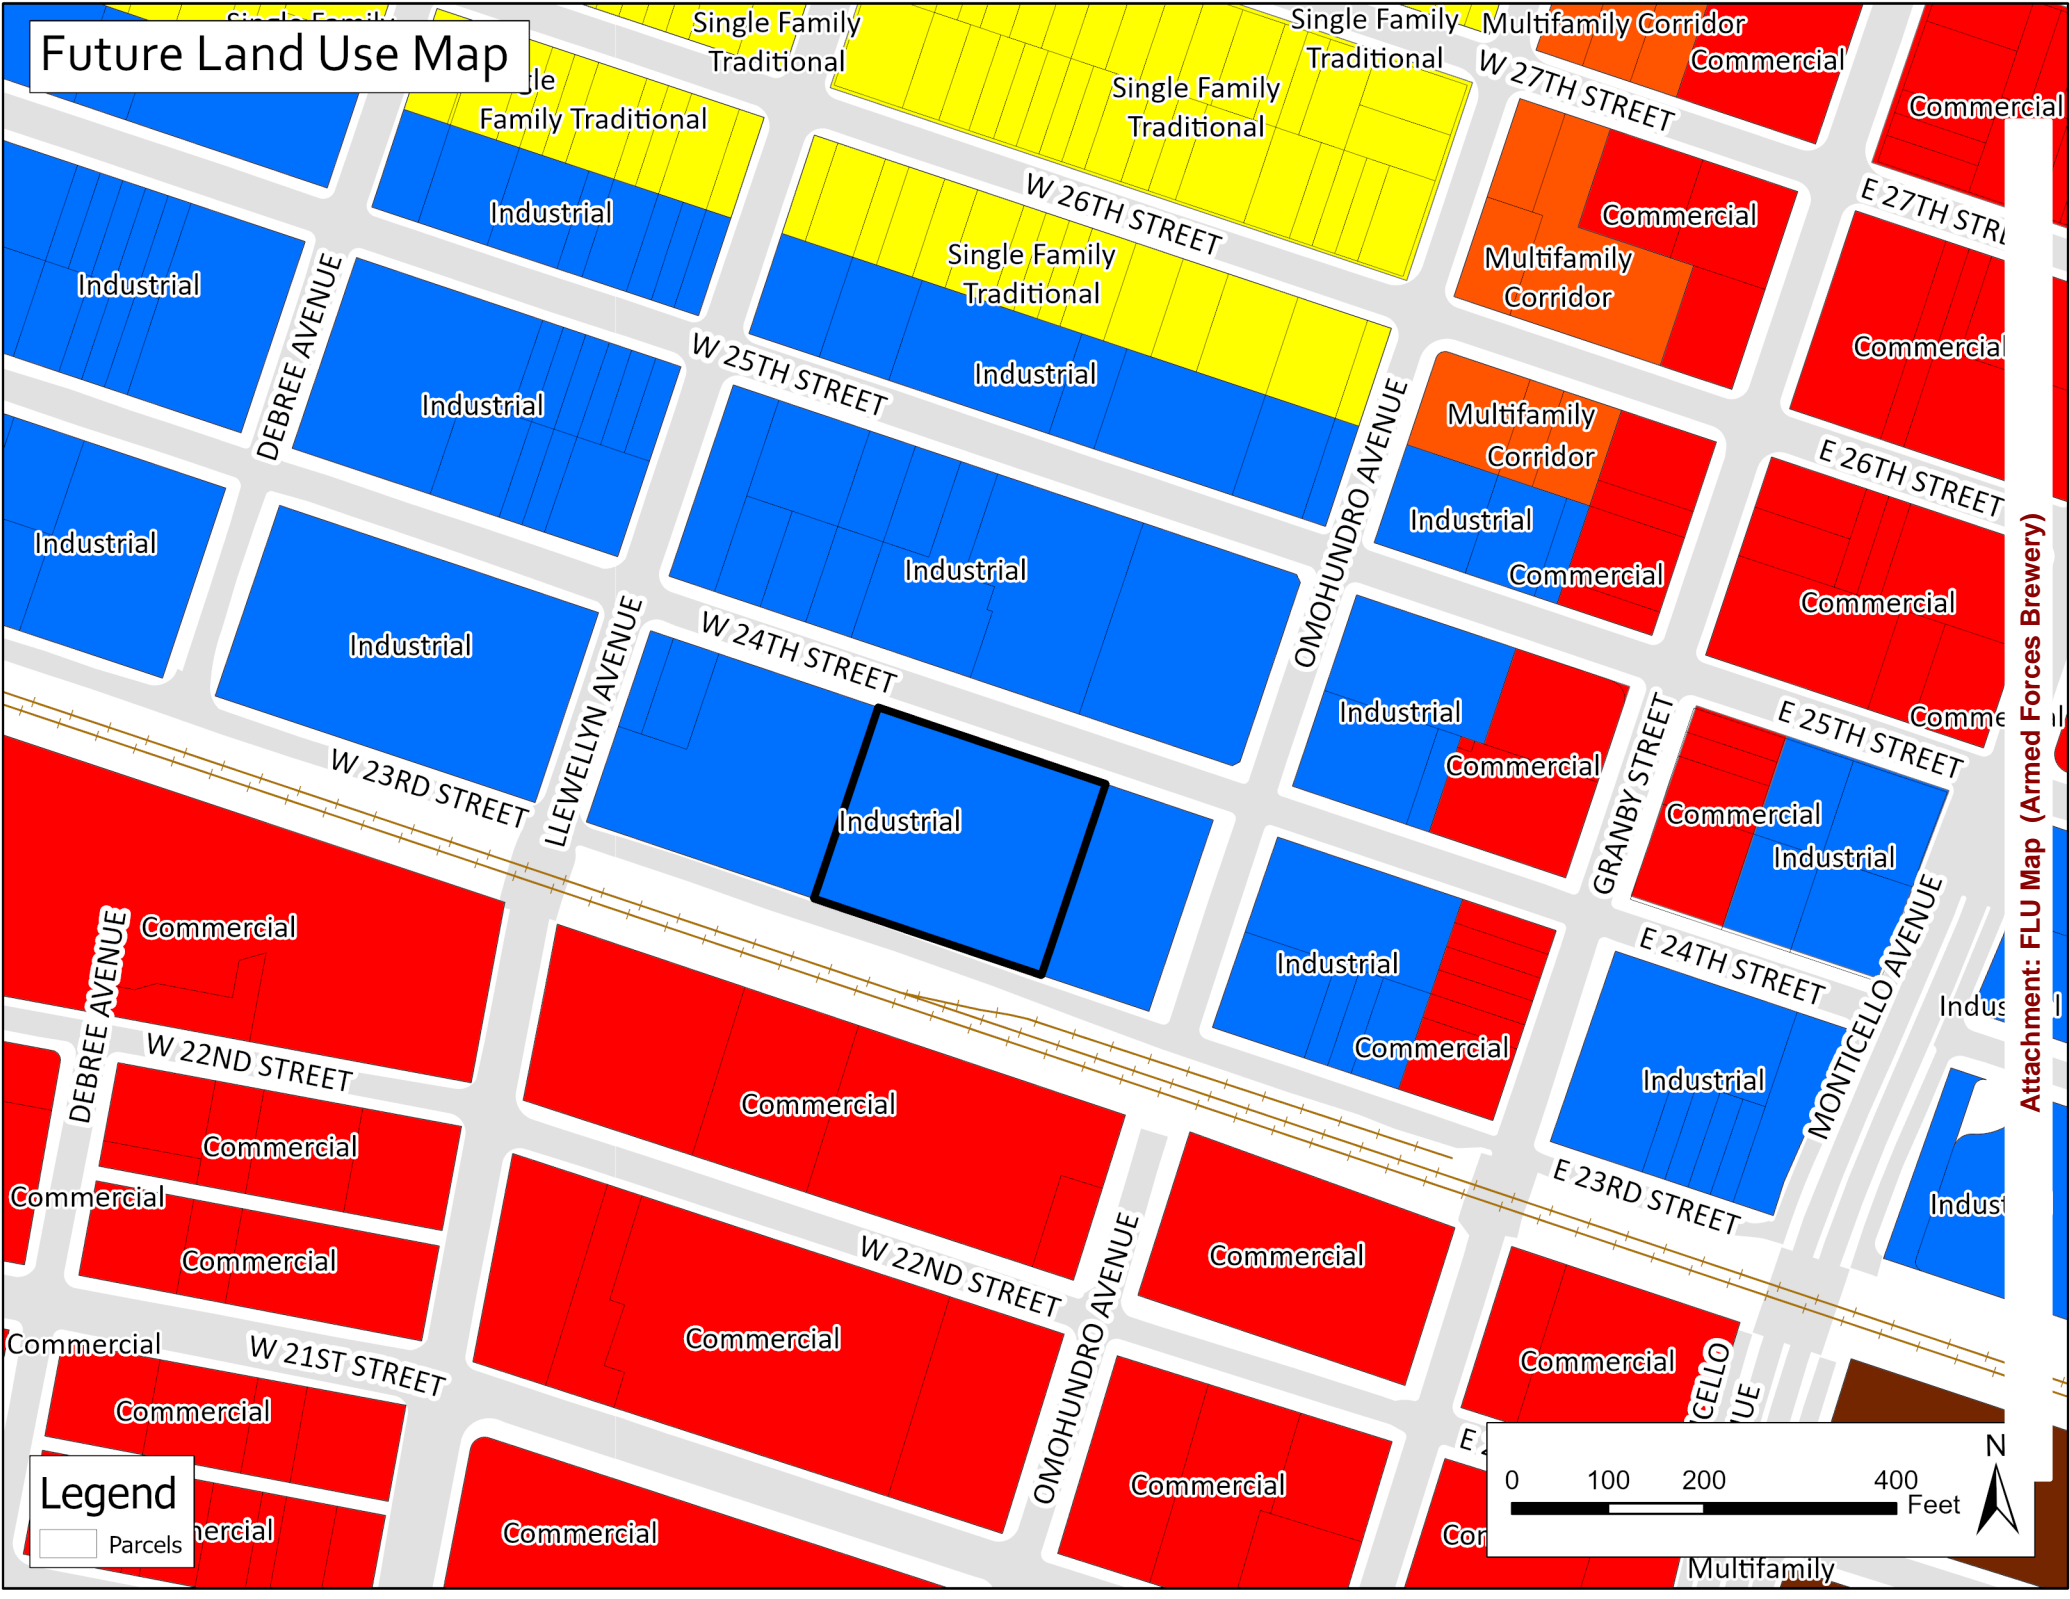 Future Land Use Map
Single Family
Traditional
Single Family
Traditional
Multifamily Corridor
Commercial
W 27TH STREET
Commercial
Family Traditional
Single Family
Traditional
W 26TH STREET
Commercial
E 27TH
Industrial
Single Family
Traditional
Multifamily
Corridor
Industrial
DEBREE AVENUE
Commercial
Industrial
W 25TH STREET
Industrial
OMOHUNDRO AVENUE
Multifamily
Corridor
E 26TH STREET
Industrial
Industrial
Industrial
Commercial
Commercial
Industrial
W 24TH STREET
LLEWELLYN AVENUE
Industrial
Commercial
GRANBY STREET
E 25TH STREET
Attachment: FLU Map (Armed Forces Brewery)
W 23RD STREET
Industrial
Commercial
Industrial
Commercial
DEBREE AVENUE
Industrial
Commercial
E 24TH STREET
MONTICELLO AVENUE
Industrial
W 22ND STREET
Commercial
Commercial
Commercial
Commercial
E 23RD STREET
Commercial
W 22ND STREET
OMOHUNDRO AVENUE
Commercial
Commercial
W 21ST STREET
Commercial
Commercial
Commercial
Commercial
Commercial
Legend
Parcels
Commercial
0 100 200 400
Feet
N
Multifamily